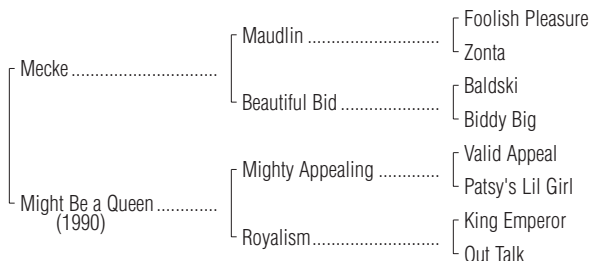 Foolish Pleasure
Maudlin
Zonta
Mecke
Baldski
Beautiful Bid
Biddy Big
Valid Appeal
Mighty Appealing
Patsy's Lil Girl
Might Be a Queen
(1990)
King Emperor
Royalism
Out Talk